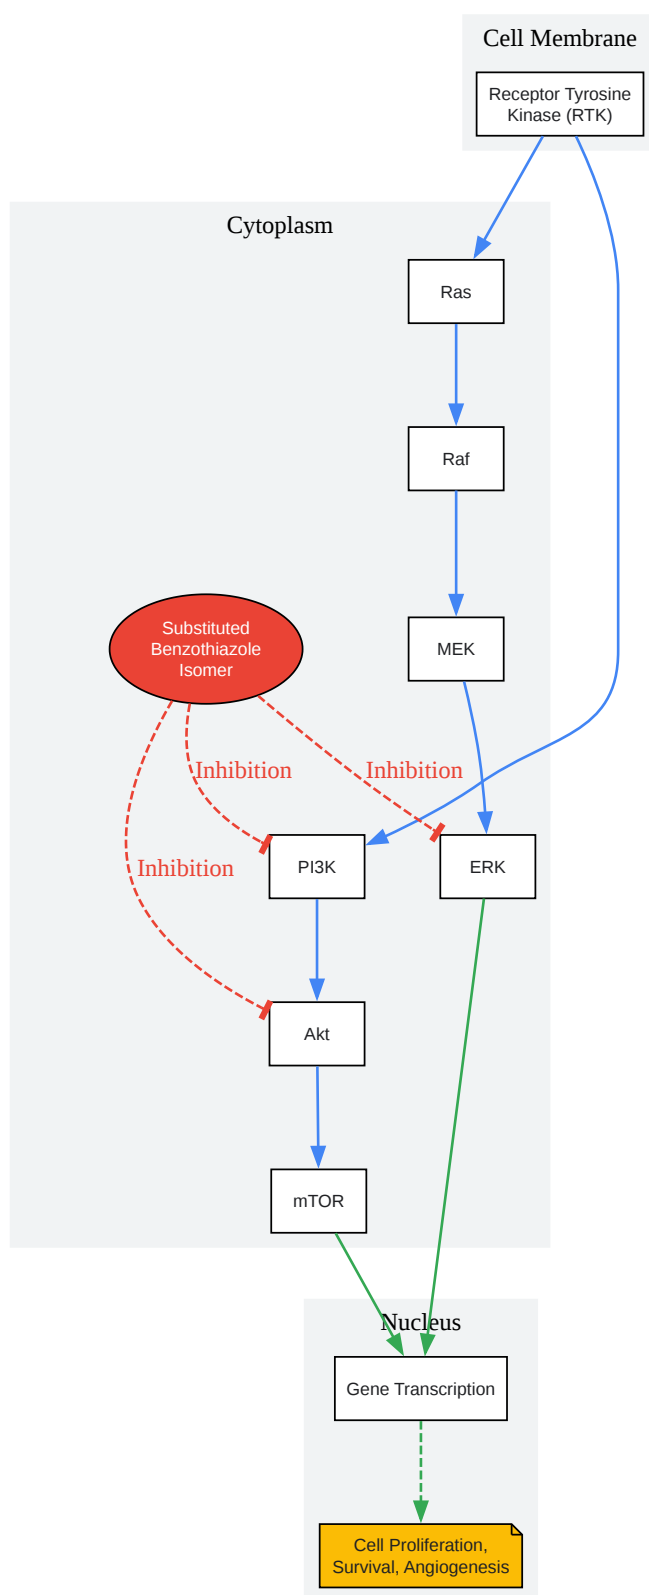 Cell Membrane
Receptor Tyrosine
Kinase (RTK)
Cytoplasm
Ras
Raf
Substituted
Benzothiazole
Isomer
MEK
Inhibition
Inhibition
Inhibition
PI3K
ERK
Akt
mTOR
Nucleus
Gene Transcription
Cell Proliferation,
Survival, Angiogenesis